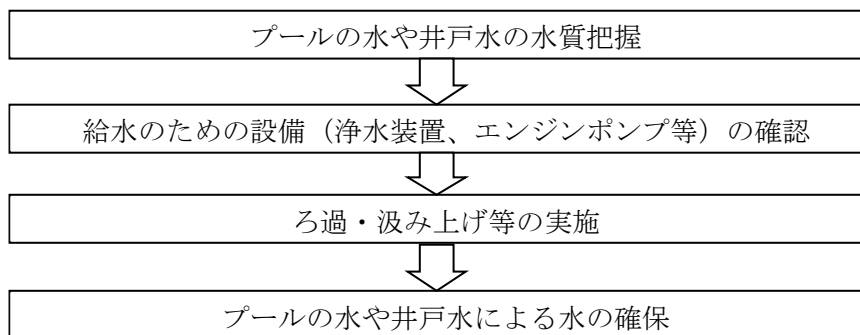 プールの水や井戸水の水質把握
給水のための設備（浄水装置、エンジンポンプ等）の確認
ろ過・汲み上げ等の実施
プールの水や井戸水による水の確保